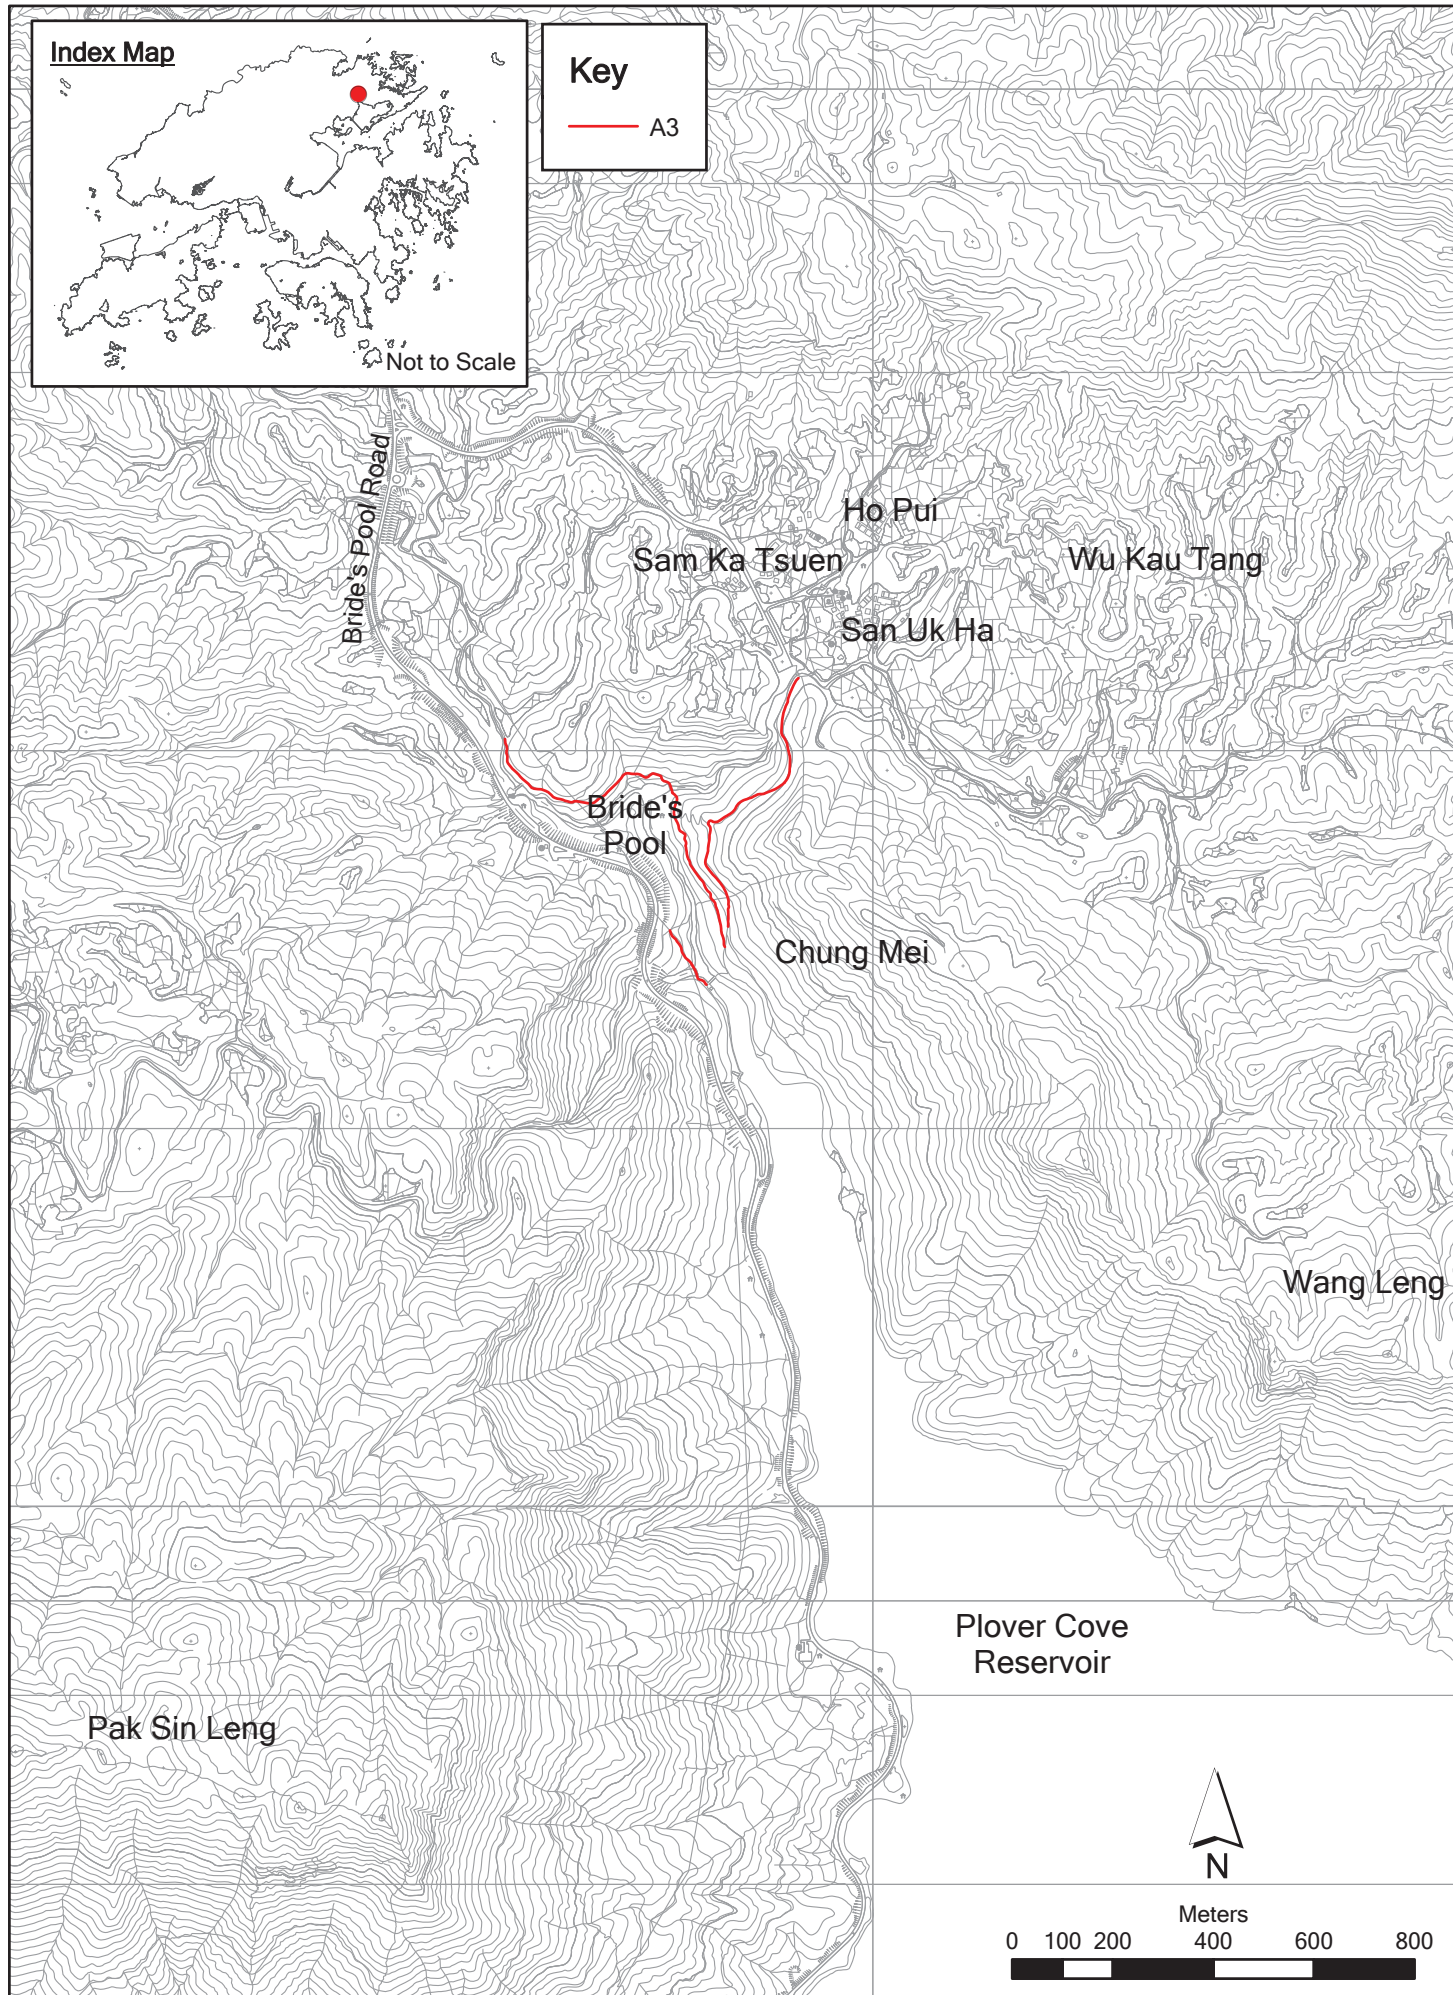 Index Map
Not to Scale
Key
A3
Bride's Pool Road
Ho Pui
Sam Ka Tsuen
Wu Kau Tang
San Uk Ha
Bride's
Pool
Chung Mei
Wang Leng
Plover Cove
Reservoir
Pak Sin Leng
N
Meters
0 100 200 400 600 800